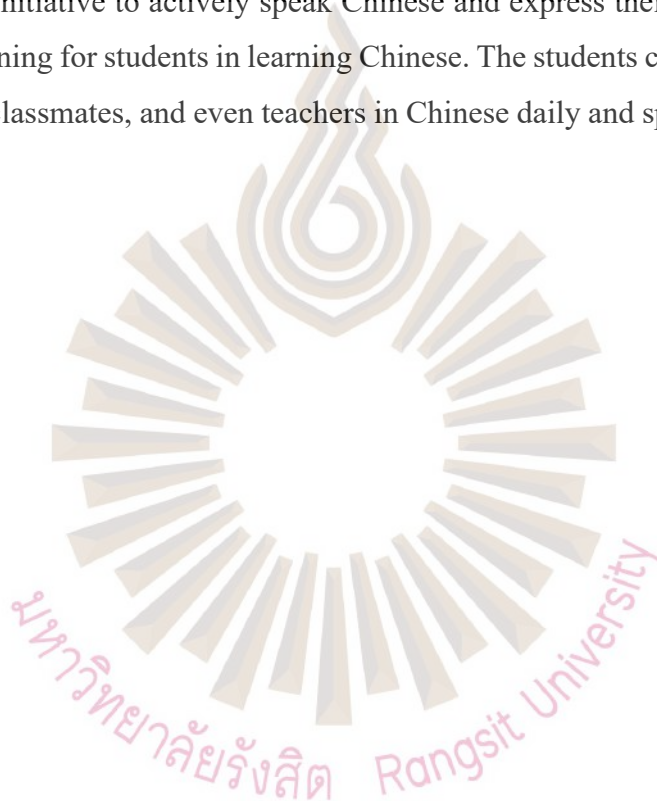 nitiative to actively speak Chinese and express the
ning for students in learning Chinese. The students c
lassmates, and even teachers in Chinese daily and sp
มหาวิทยาลัยรังสิต Rangsit University